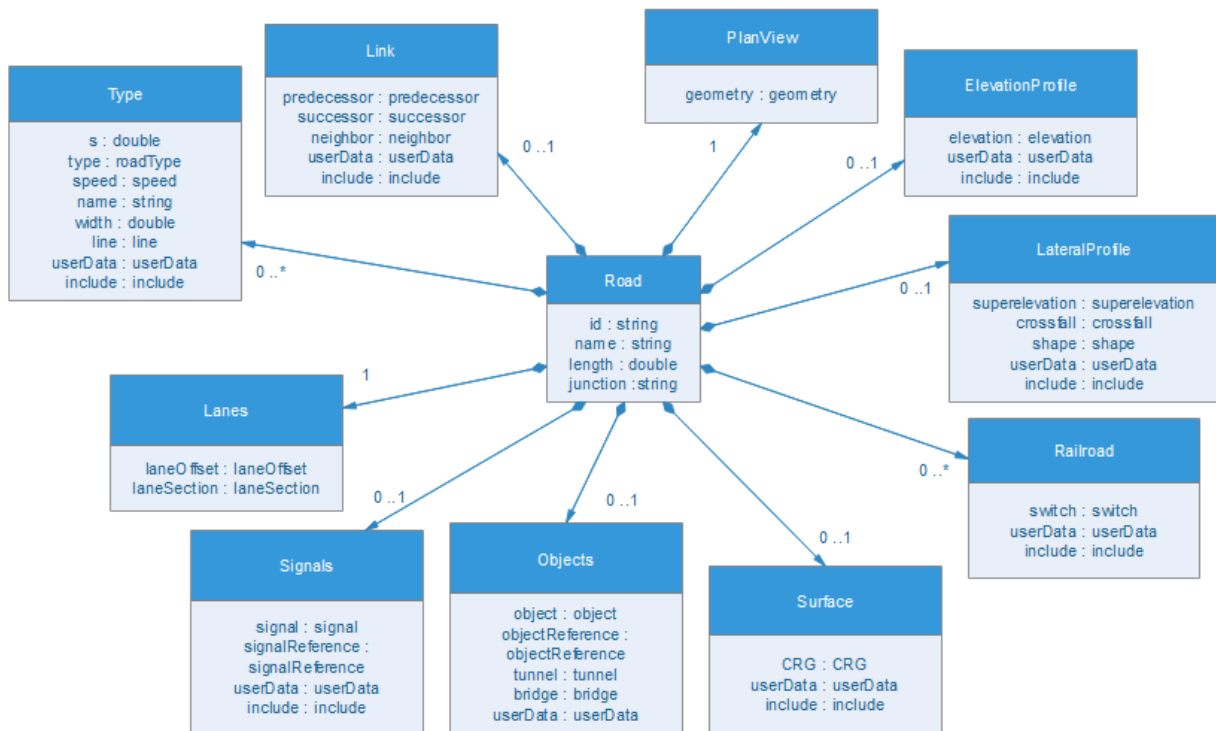 Type
s : double
type : roadType
speed : speed
name : string
width : double
line : line
userData : userData
include : include
Link
predecessor : predecessor
successor : successor
neighbor : neighbor
userData : userData
include : include
PlanView
geometry : geometry
ElevationProfile
elevation : elevation
userData : userData
include : include
0 ..1
1
0 ..1
0 ..*
Road
id : string
name : string
length : double
junction :string
LateralProfile
superelevation : superelevation
crossfall : crossfall
shape : shape
userData : userData
include : include
0 ..1
Lanes
laneOffset : laneOffset
laneSection : laneSection
1
Railroad
switch : switch
userData : userData
include : include
0 ..*
0 ..1
0 ..1
0 ..1
Signals
signal : signal
signalReference :
signalReference
userData : userData
include : include
Objects
object : object
objectReference :
objectReference
tunnel : tunnel
bridge : bridge
userData : userData
Surface
CRG : CRG
userData : userData
include : include